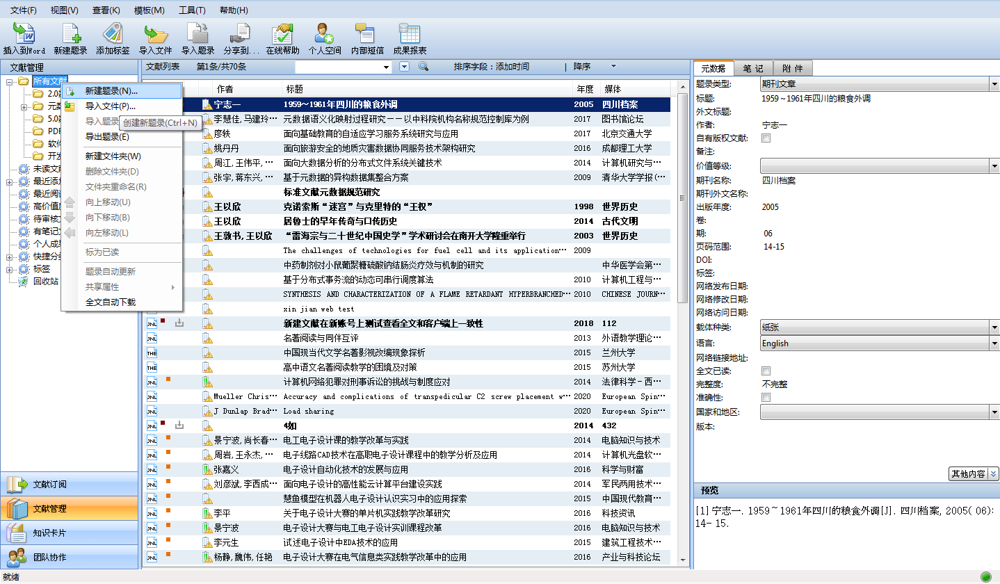 文件(F) 视图(V) 查看(K) 模板(M) 工具(T) 帮助(H)
插入到Word 新建题录 添加标签 导入文件 导入题录 分享到... 在线帮助 个人空间 内部短信 成果报表
文献管理
所有文献
2.0
元
5.0
PDF
软件
开
未读文
最近添加
最近阅
高价值
待审核
有笔记
个人成果
快捷分
标签
回收站
新建题录(N)...
导入文件(P)...
导入题录
创建新题录(Ctrl+N)
导出题录(E)
新建文件夹(W)
删除文件夹(D)
文件夹重命名(R)
向上移动(U)
向下移动(B)
向左移动(L)
标为已读
题录自动更新
共享属性
全文自动下载
文献订阅
文献管理
知识卡片
团队协作
文献列表 第1条/共70条 排序字段：添加时间 | 降序
作者 标题 年度 媒体
宁志一 1959～1961年四川的粮食外调 2005 四川档案
李慧佳, 马建玲… 元数据语义化映射过程研究——以中科院机构名称规范控制库为例 2017 图书馆论坛
廖轶 面向基础教育的自适应学习服务系统研究与应用 2017 北京交通大学
姚丹丹 面向旅游安全的地质灾害数据协同服务技术架构研究 2016 成都理工大学
周江, 王伟平, … 面向大数据分析的分布式文件系统关键技术 2014 计算机研究与…
张宇, 蒋东兴, … 基于元数据的异构数据集整合方案 2009 清华大学学报(…
标准文献元数据规范研究
王以欣 克诺索斯“迷宫”与克里特的“王权” 1998 世界历史
王以欣 居鲁士的早年传奇与口传历史 2014 古代文明
王敦书, 王以欣 “雷海宗与二十世纪中国史学”学术研讨会在南开大学隆重举行 2003 世界历史
The challenges of technologies for fuel cell and its application… 2009
中药制剂对小鼠葡聚糖硫酸钠结肠炎疗效与机制的研究 中华医学会第…
基于分布式事务流的动态可串行调度算法 2010 计算机工程与…
SYNTHESIS AND CHARACTERIZATION OF A FLAME RETARDANT HYPERBRANCHED… 2010 CHINESE JOURN…
xin jian web test
JNL 新建文献在新账号上测试查看全文和客户端上一致性 2018 112
JNL 名著阅读与同伴互评 2013 外语教学理论…
THE 中国现当代文学名著影视改编现象探析 2015 兰州大学
THE 高中语文名著阅读教学的困境及对策 2015 苏州大学
JNL 计算机网络犯罪对刑事诉讼的挑战与制度应对 2014 法律科学-西…
JNL Mueller Chris… Accuracy and complications of transpedicular C2 screw placement w… 2020 European Spin…
JNL J Dunlap Brad… Load sharing 2020 European Spin…
JNL 4如 2014 432
JNL 景宁波, 尚长春… 电工电子设计课的教学改革与实践 2014 电脑知识与技术
JNL 周岩, 王永杰, … 电子线路CAD技术在高职电子设计课程中的教学分析及应用 2014 计算机光盘软…
JNL 张嘉义 电子设计自动化技术的发展与应用 2016 科学与财富
JNL 刘彦斌, 李西成… 面向电子设计的高性能云计算平台建设实践 2014 军民两用技术…
JNL 慧鱼模型在机器人电子设计认识实习中的应用探索 2015 中国现代教育…
JNL 李平 关于电子设计大赛的单片机实践教学改革研究 2016 科技资讯
JNL 景宁波 电子设计大赛与电工电子设计实训课程改革 2016 电脑知识与技术
JNL 李元生 试述电子设计中EDA技术的应用 2015 建筑工程技术…
JNL 杨静, 魏伟, 任艳 电子设计大赛在电气信息类实践教学改革中的应用 2016 产业与科技论坛
元数据 笔 记 附 件
题录类型: 期刊文章
标题: 1959～1961年四川的粮食外调
外文标题:
作者: 宁志一
自有版权文献:
备注:
价值等级:
期刊名称: 四川档案
期刊外文名称:
出版年度: 2005
卷:
期: 06
页码范围: 14-15
DOI:
标签:
网络发布日期:
网络修改日期:
网络访问日期:
载体种类: 纸张
语言: English
网络链接地址:
全文已读:
完整度: 不完整
准确性:
国家和地区:
版本:
其他内容
预览
[1] 宁志一. 1959～1961年四川的粮食外调[J]. 四川档案, 2005( 06):
14- 15.
就绪